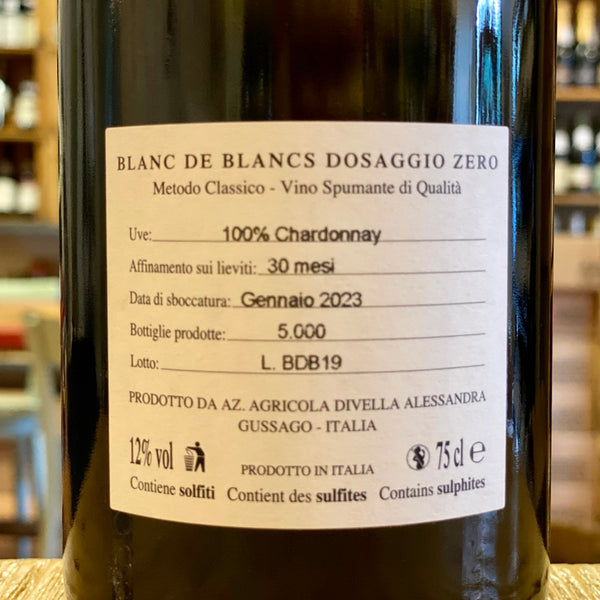 BLANC DE BLANCS DOSAGGIO ZERO
Metodo Classico - Vino Spumante di Qualità
Uve: 100% Chardonnay
Affinamento sui lieviti: 30 mesi
Data di sboccatura: Gennaio 2023
Bottiglie prodotte: 5.000
Lotto: L. BDB19
PRODOTTO DA AZ. AGRICOLA DIVELLA ALESSANDRA
GUSSAGO - ITALIA
12% vol PRODOTTO IN ITALIA 75 cl e
Contiene solfiti Contient des sulfites Contains sulphites